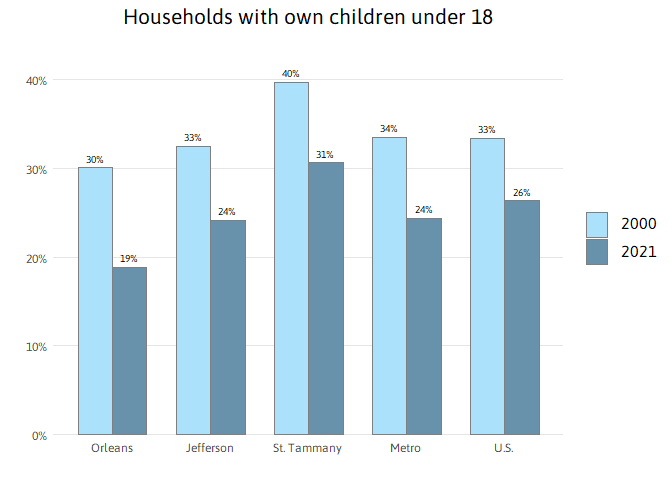 Households with own children under 18
40%
30%
20%
10%
0%
30%
19%
33%
24%
40%
31%
34%
24%
33%
26%
Orleans
Jefferson
St. Tammany
Metro
U.S.
2000
2021